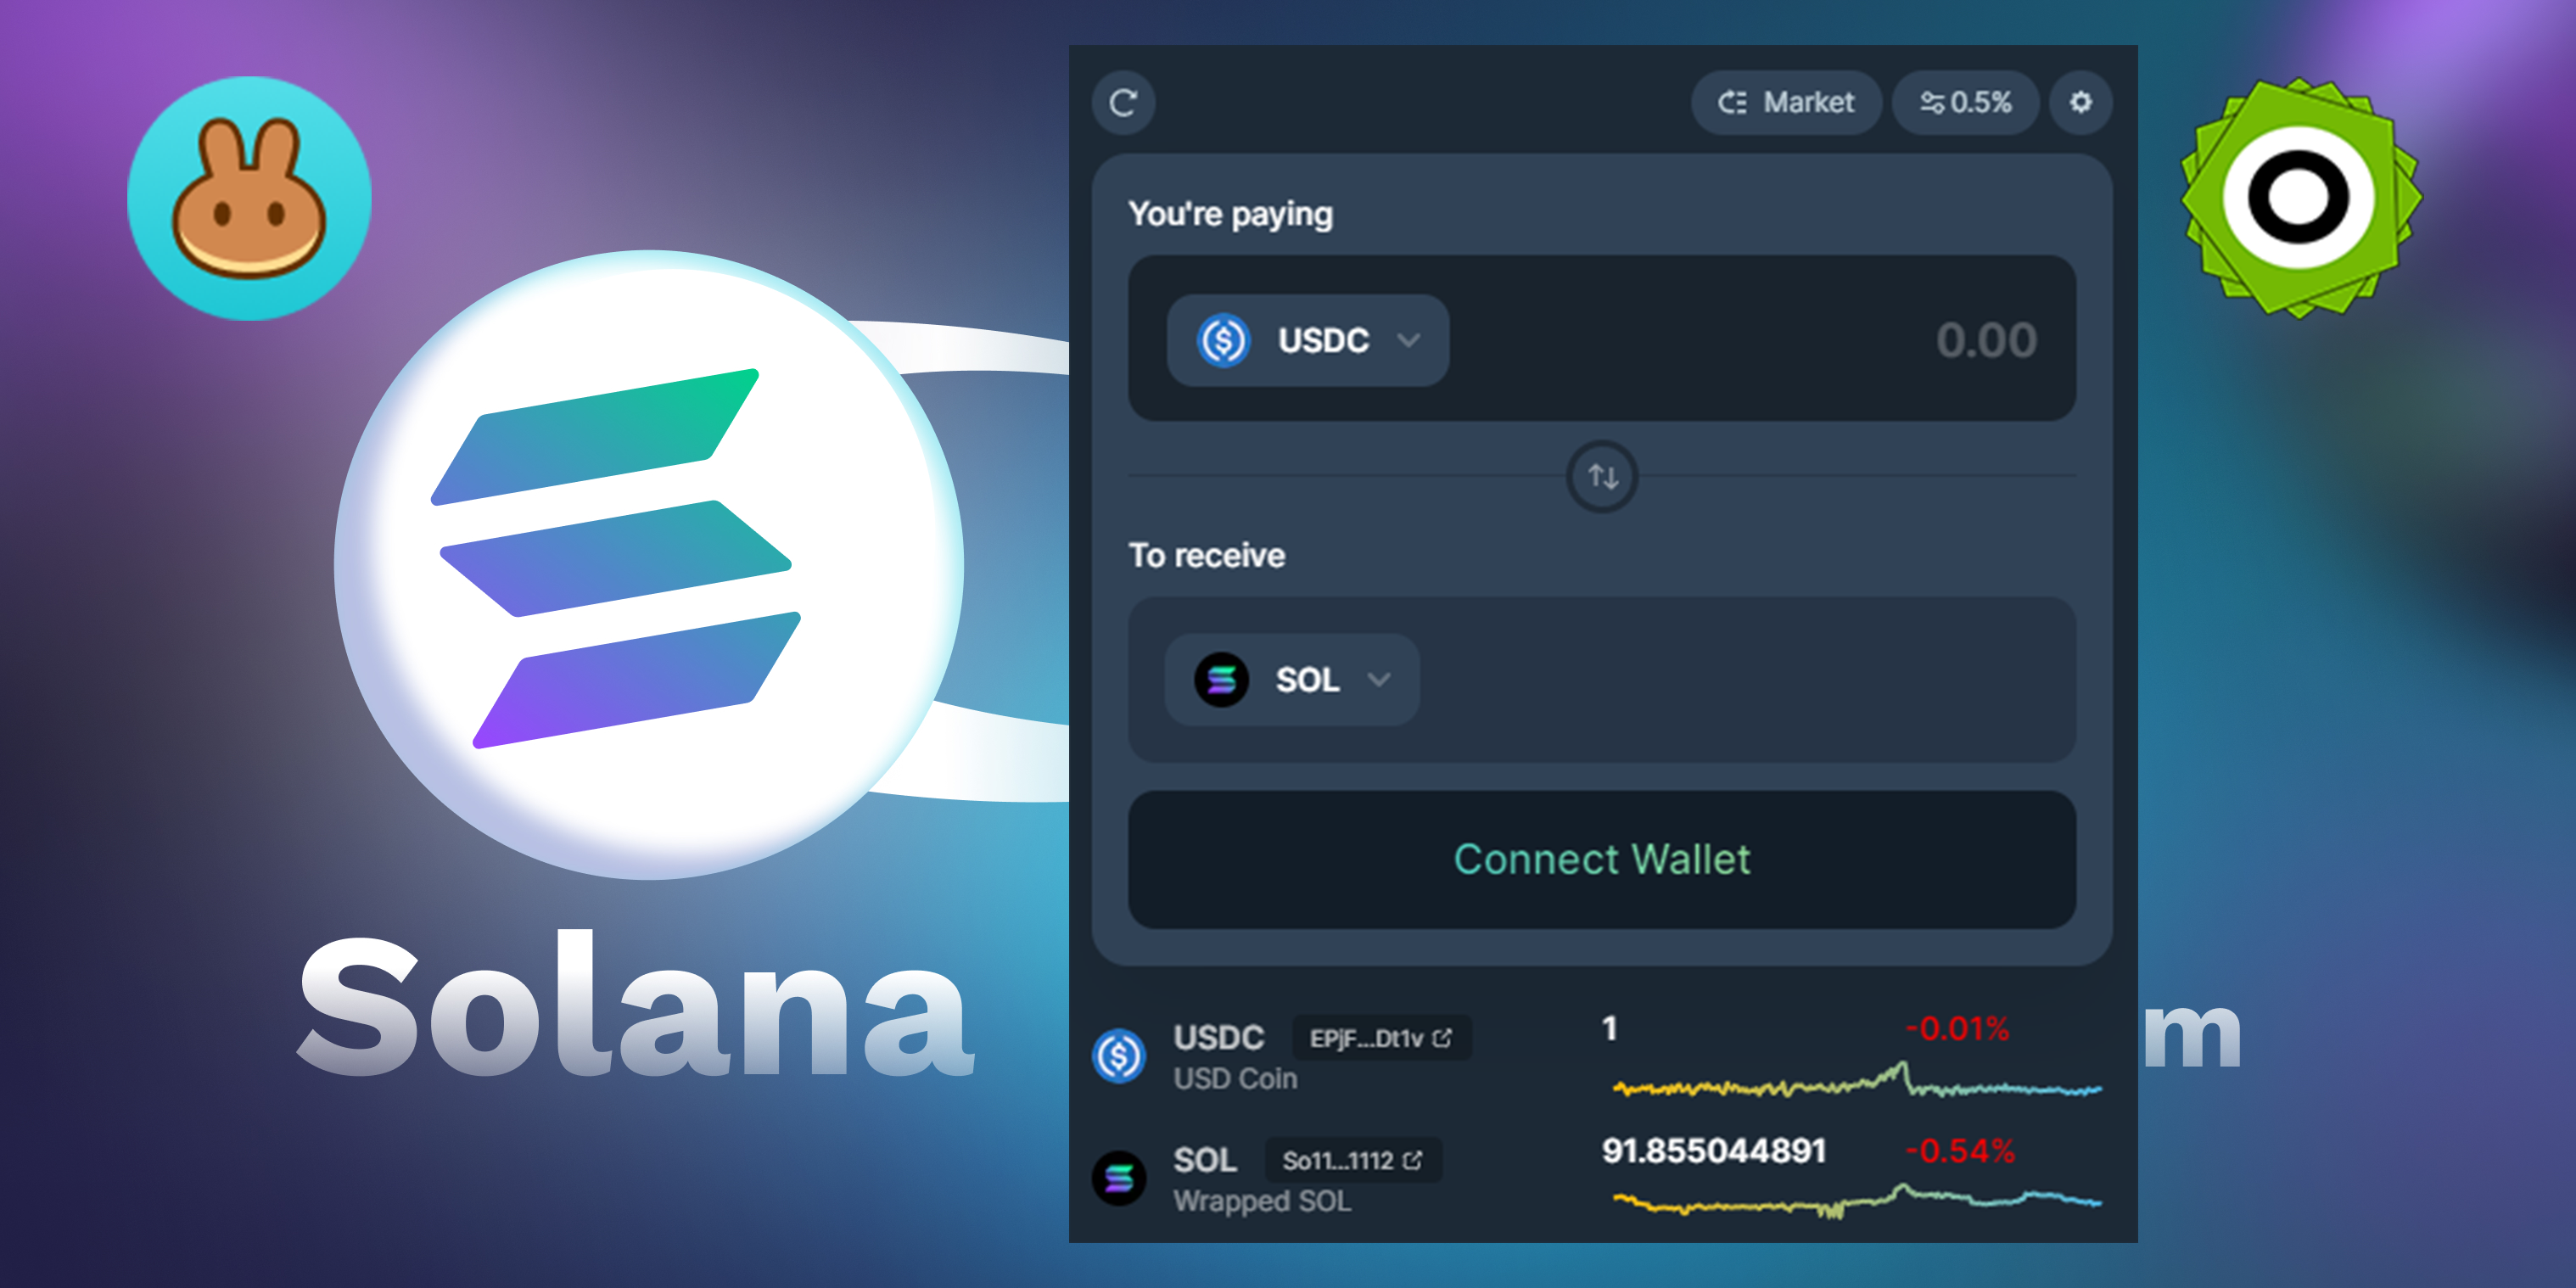 Market
0.5%
You're paying
USDC
0.00
To receive
SOL
Connect Wallet
Solana
m
USDC EPjF...Dt1v
1
-0.01%
USD Coin
SOL So11...1112
91.855044891
-0.54%
Wrapped SOL